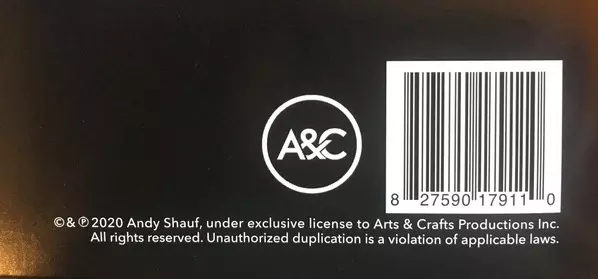 A&C
8 27590 17911 0
©&℗2020 Andy Shauf, under exclusive license to Arts & Crafts Productions Inc.
All rights reserved. Unauthorized duplication is a violation of applicable laws.